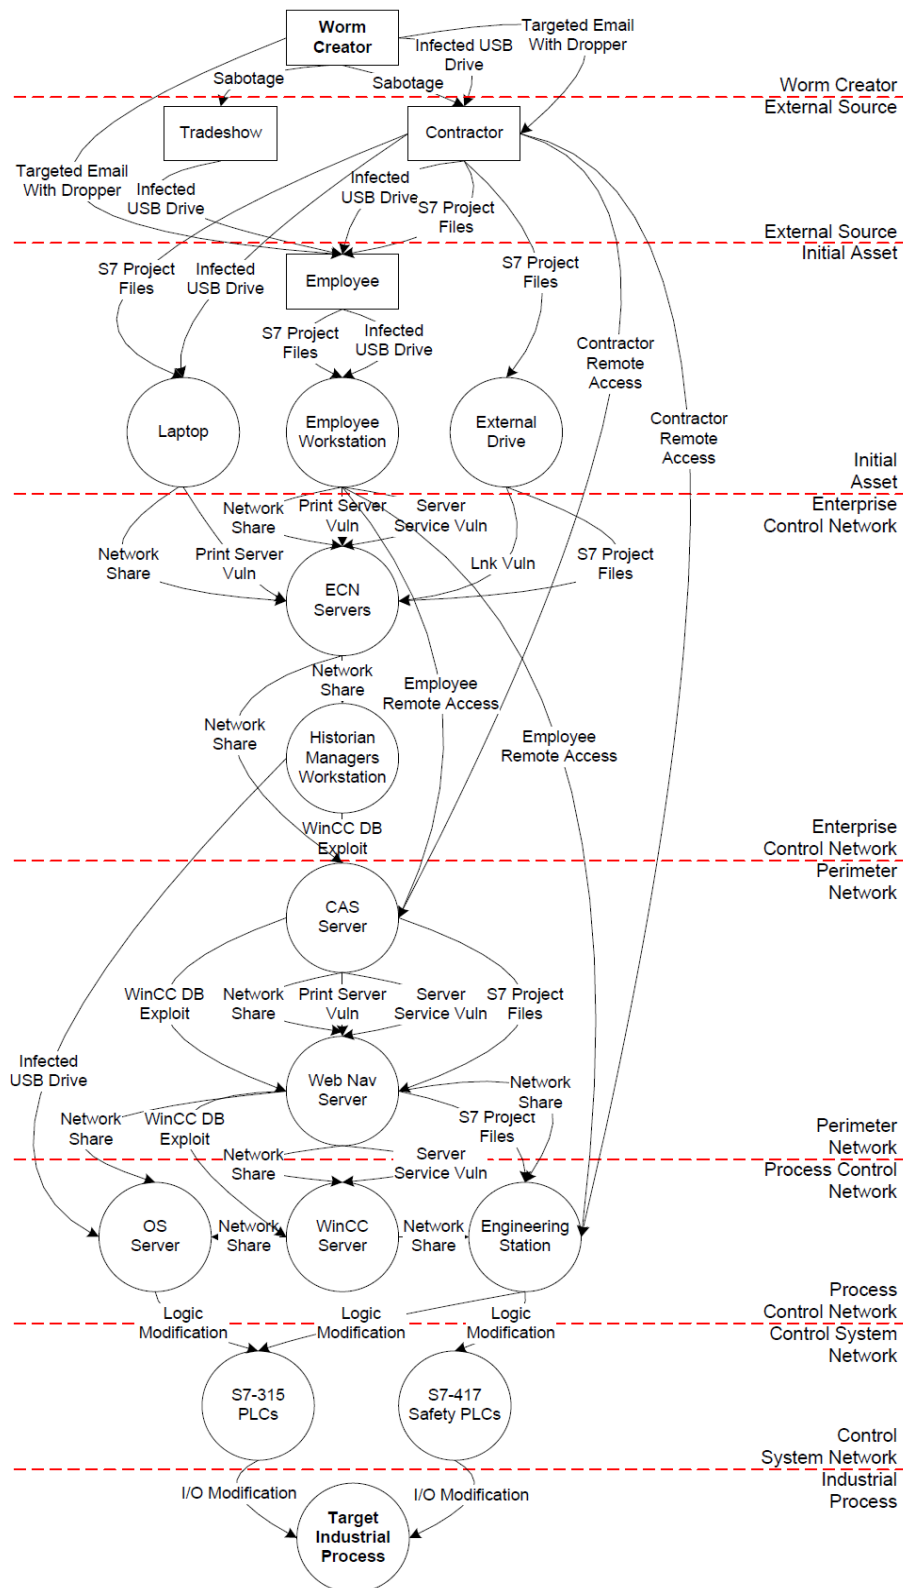 Worm
Creator
Targeted Email
With Dropper
Infected USB
Drive
Sabotage
Sabotage
Worm Creator
External Source
Tradeshow
Contractor
Targeted Email
With Dropper
Infected
USB Drive
Infected
USB Drive
S7 Project
Files
External Source
Initial Asset
S7 Project
Files
Infected
USB Drive
Employee
S7 Project
Files
S7 Project
Files
Infected
USB Drive
Contractor
Remote
Access
Laptop
Employee
Workstation
External
Drive
Contractor
Remote
Access
Initial
Asset
Enterprise
Control Network
Network
Share
Print Server
Vuln
Server
Service Vuln
Network
Share
Print Server
Vuln
Lnk Vuln
S7 Project
Files
ECN
Servers
Network
Share
Employee
Remote Access
Network
Share
Historian
Managers
Workstation
Employee
Remote Access
WinCC DB
Exploit
Enterprise
Control Network
Perimeter
Network
CAS
Server
WinCC DB
Exploit
Network
Share
Print Server
Vuln
Server
Service Vuln
S7 Project
Files
Infected
USB Drive
Web Nav
Server
Network
Share
Network
Share
WinCC DB
Exploit
S7 Project
Files
Network
Share
Server
Service Vuln
Perimeter
Network
Process Control
Network
OS
Server
Network
Share
WinCC
Server
Network
Share
Engineering
Station
Logic
Modification
Logic
Modification
Logic
Modification
Process
Control Network
Control System
Network
S7-315
PLCs
S7-417
Safety PLCs
Control
System Network
Industrial
Process
I/O Modification
I/O Modification
Target
Industrial
Process